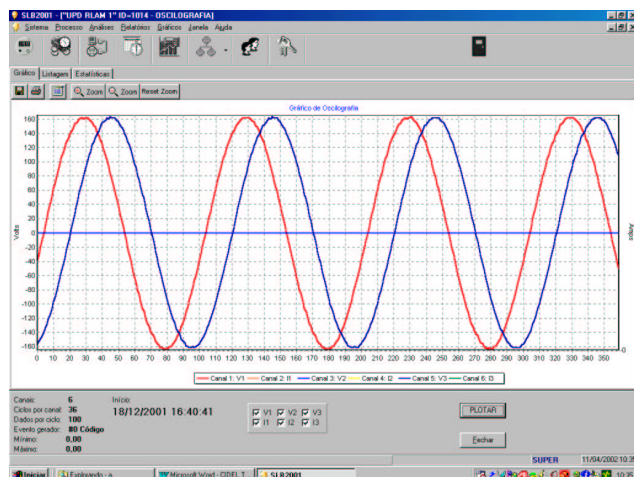 SLB2001 - ["UPD RLAM 1" ID=1014 - OSCILOGRAFIA]
Sistema Processo Análises Relatórios Gráficos Janela Ajuda
Gráfico Listagem Estatísticas
Zoom Zoom Reset Zoom
Gráfico de Oscilografia
160
140
120
100
80
60
40
20
0
-20
-40
-60
-80
-100
-120
-140
-160
Volts
Amps
0
0 10 20 30 40 50 60 70 80 90 100 110 120 130 140 150 160 170 180 190 200 210 220 230 240 250 260 270 280 290 300 310 320 330 340 350
Canal 1: V1 Canal 2: I1 Canal 3: V2 Canal 4: I2 Canal 5: V3 Canal 6: I3
Canais: 6
Ciclos por canal: 36
Dados por ciclo: 100
Evento gerador: 80 Código
Mínimo: 0,00
Máximo: 0,00
Início:
18/12/2001 16:40:41
V1 V2 V3
I1 I2 I3
PLOTAR
Fechar
SUPER 11/04/2002 10:35
Iniciar Explorando - a Microsoft Word - CIDEL_T SLB2001 10:35